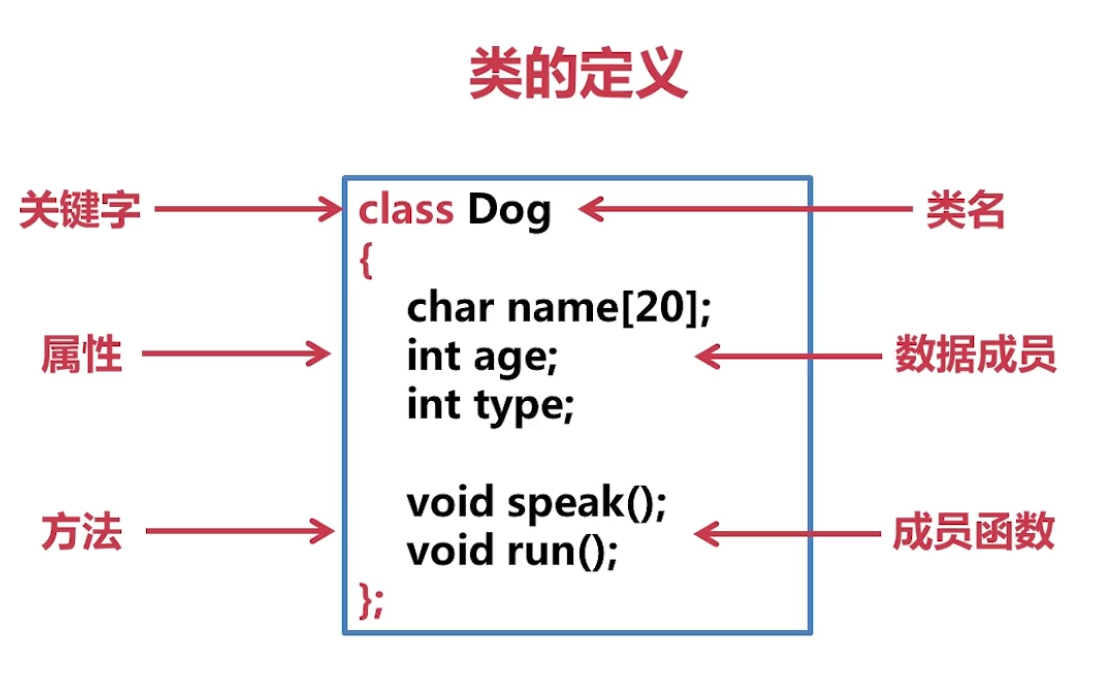 类的定义
关键字
class Dog
类名
{
char name[20];
属性
int age;
数据成员
int type;
void speak();
方法
成员函数
void run();
};